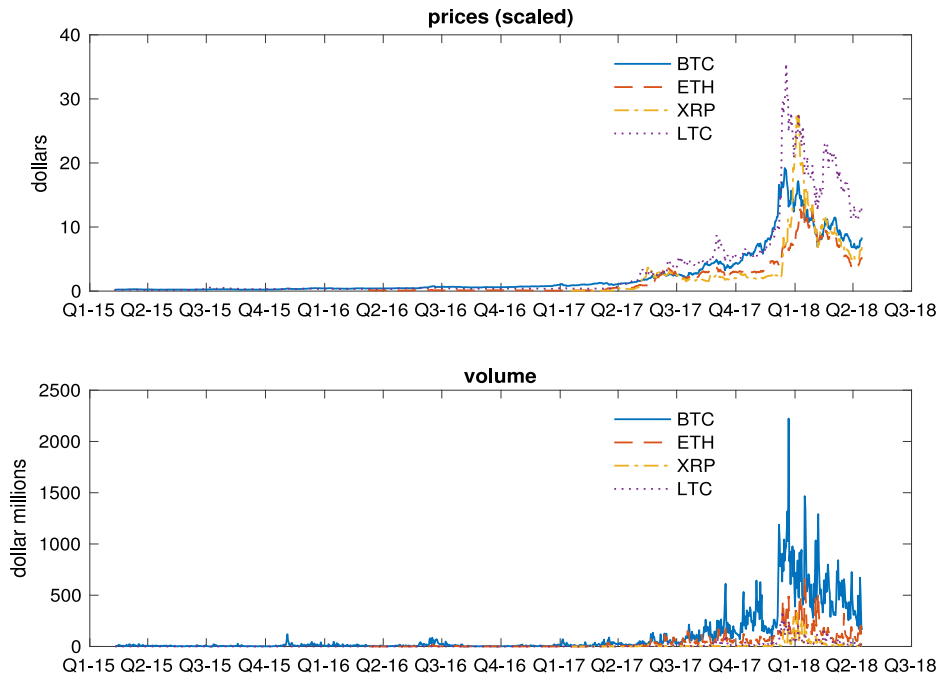 prices (scaled)
40
30
20
10
0
dollars
BTC
ETH
XRP
LTC
Q1-15 Q2-15 Q3-15 Q4-15 Q1-16 Q2-16 Q3-16 Q4-16 Q1-17 Q2-17 Q3-17 Q4-17 Q1-18 Q2-18 Q3-18
volume
2500
2000
1500
1000
500
0
dollar millions
BTC
ETH
XRP
LTC
Q1-15 Q2-15 Q3-15 Q4-15 Q1-16 Q2-16 Q3-16 Q4-16 Q1-17 Q2-17 Q3-17 Q4-17 Q1-18 Q2-18 Q3-18